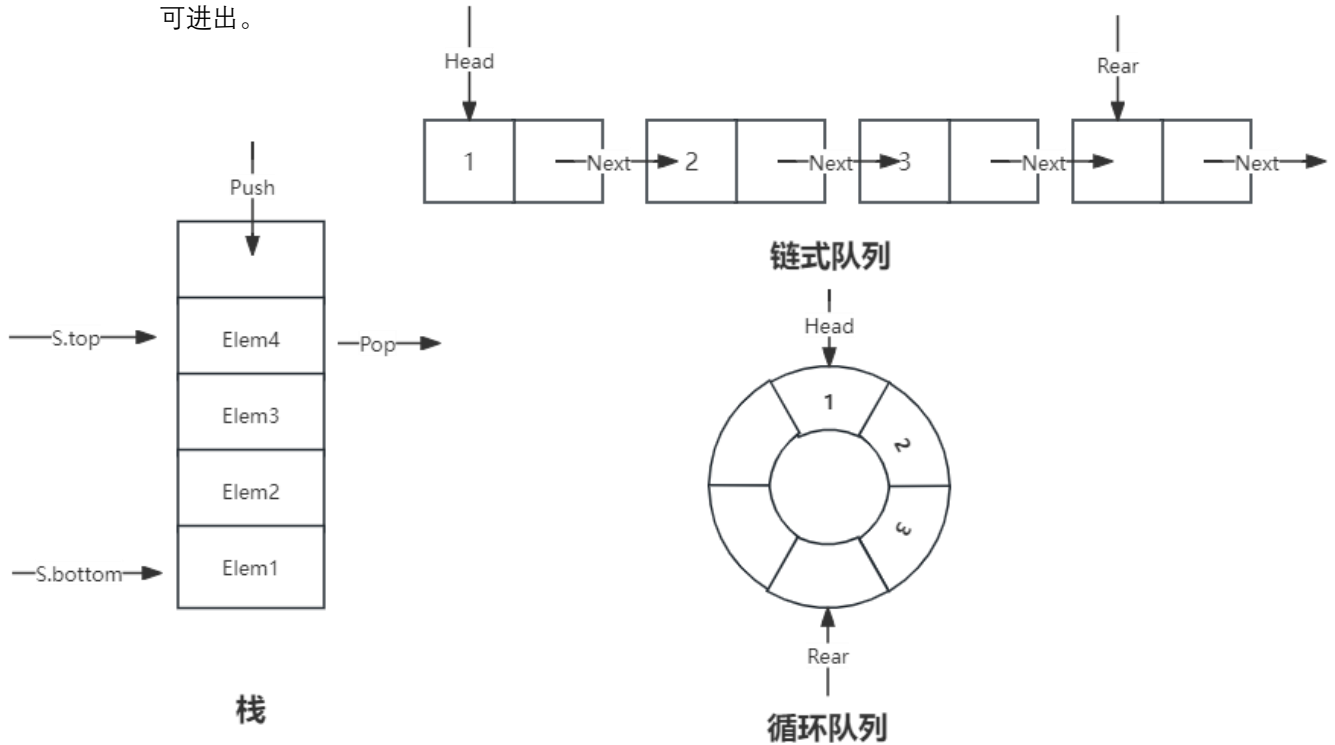 可进出。
Head
Rear
1
Next
2
Next
3
Next
Next
链式队列
Push
S.top
Elem4
Pop
Elem3
Elem2
S.bottom
Elem1
栈
Head
1
2
3
Rear
循环队列